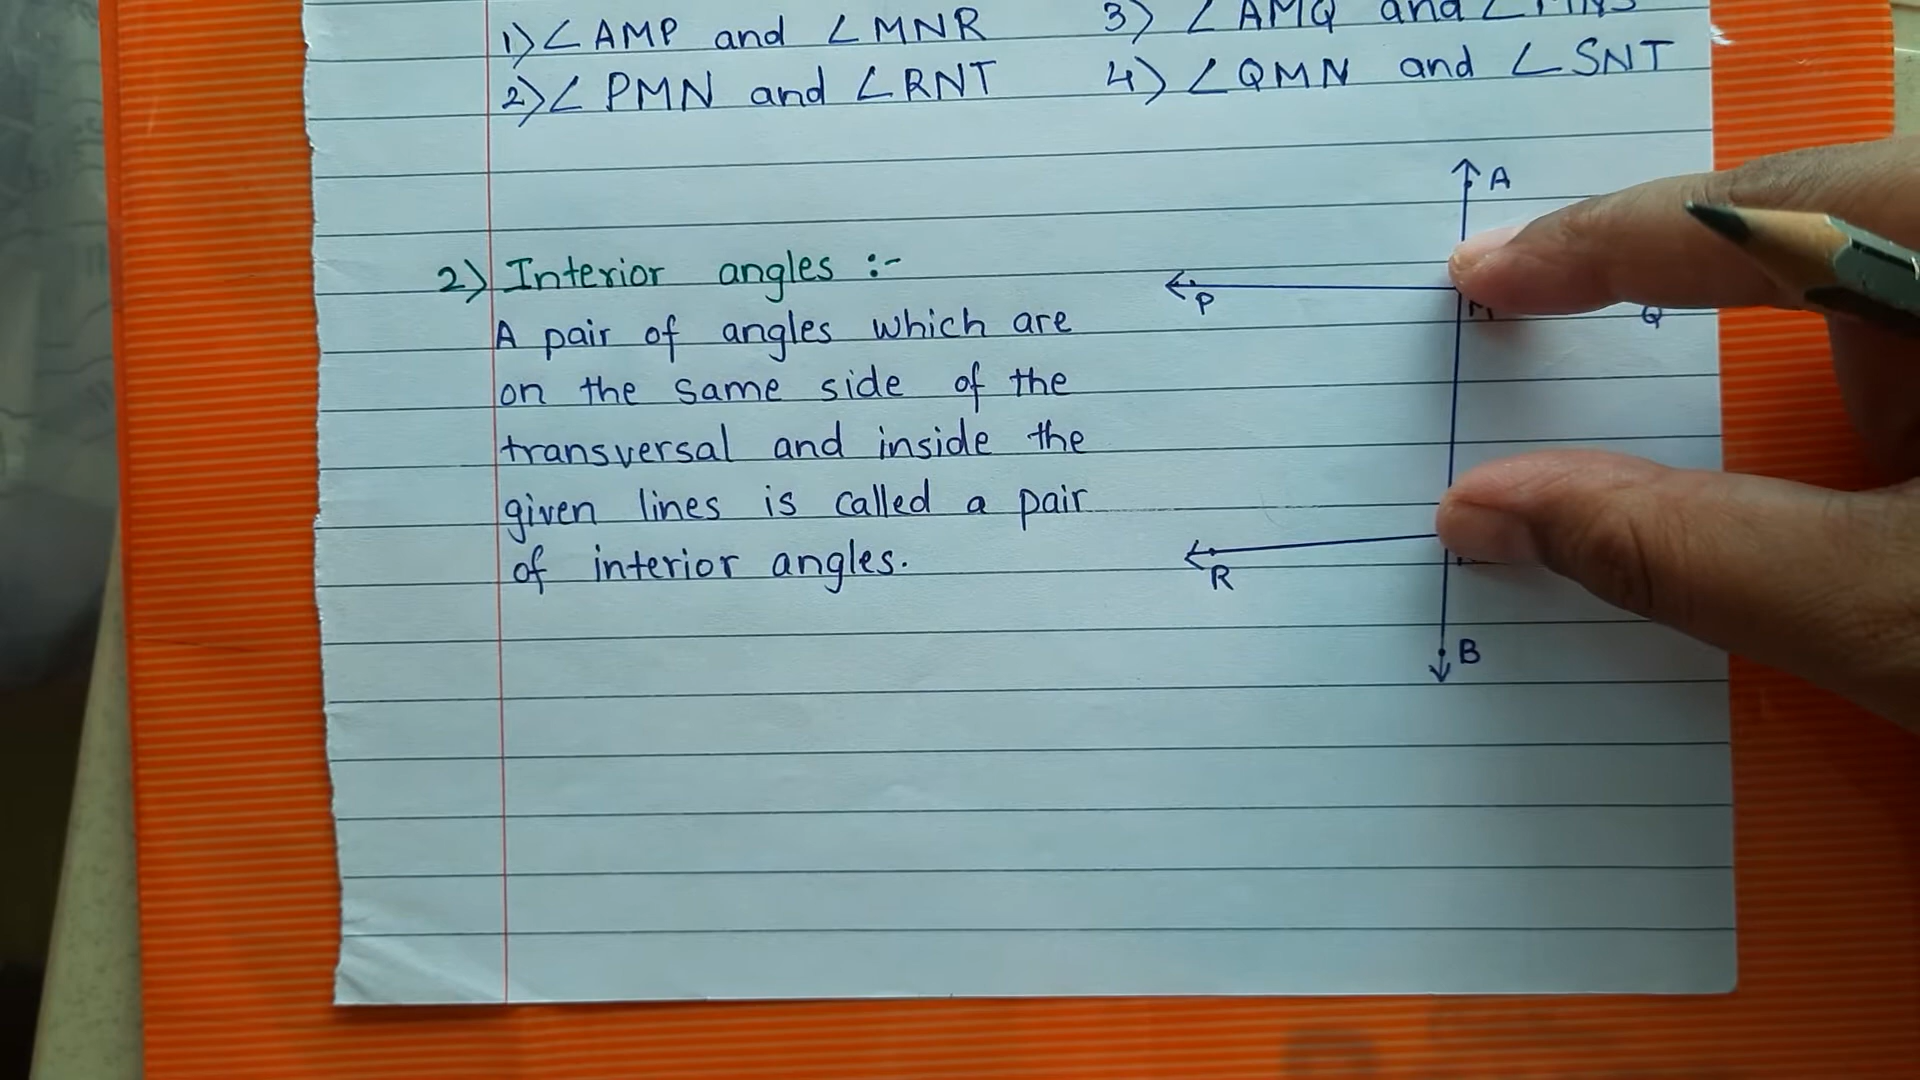 1) ∠ AMP and ∠ MNR 3) ∠ AMQ and ∠ MNS
2) ∠ PMN and ∠ RNT 4) ∠ QMN and ∠ SNT
A
2) Interior angles :-
P
M
Q
A pair of angles which are
on the same side of the
transversal and inside the
given lines is called a pair
of interior angles.
R
B